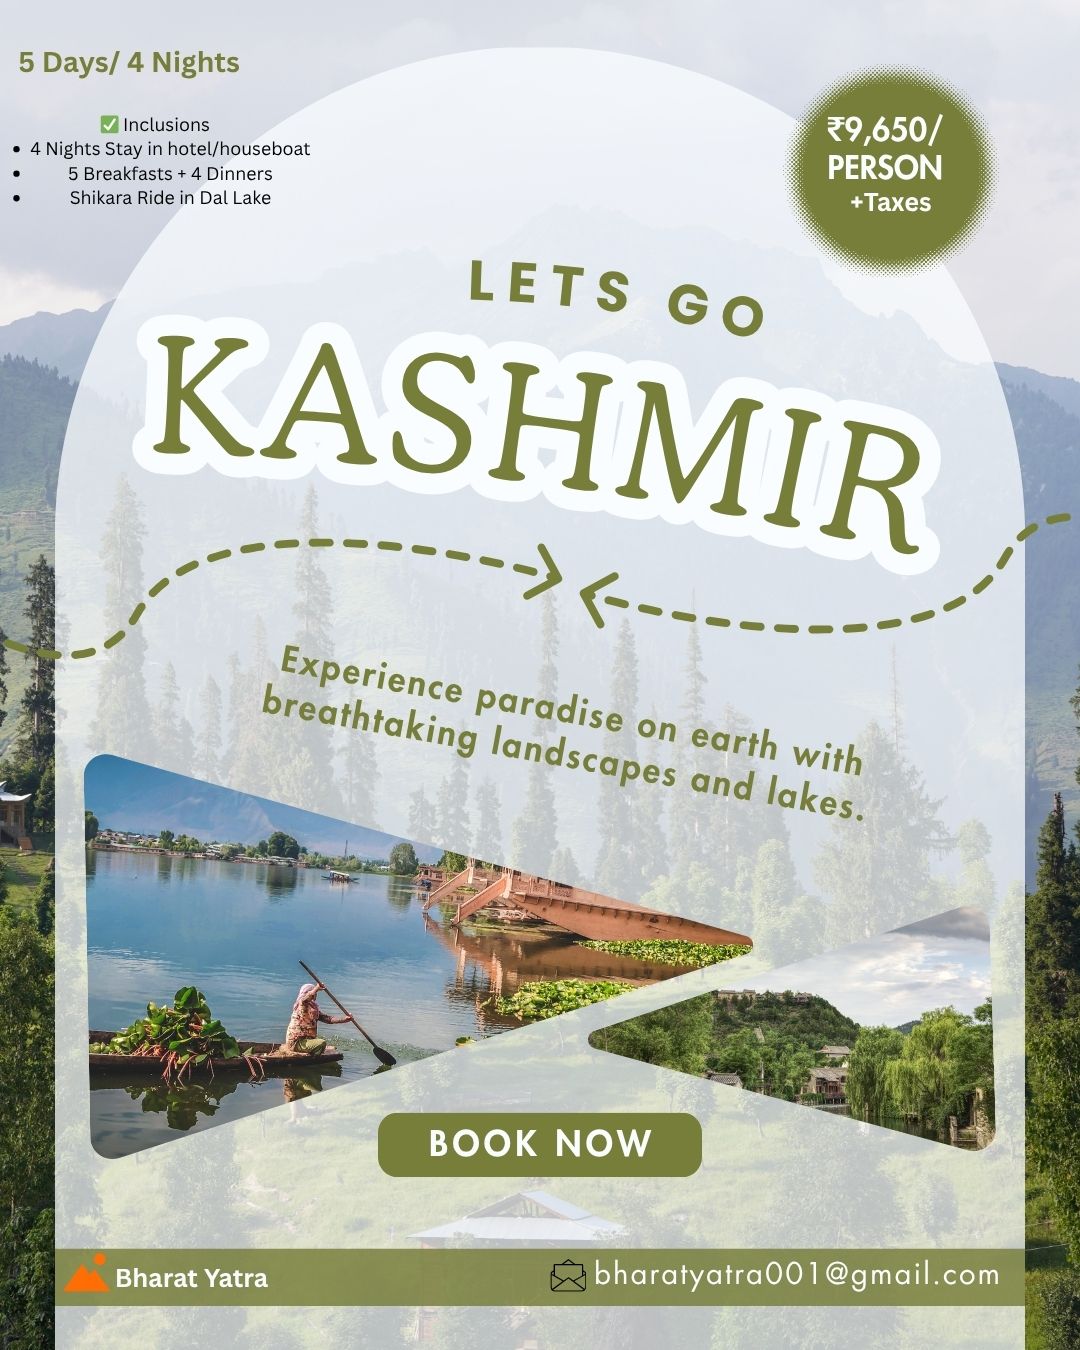 5 Days/ 4 Nights
✅ Inclusions
• 4 Nights Stay in hotel/houseboat
• 5 Breakfasts + 4 Dinners
• Shikara Ride in Dal Lake
₹9,650/
PERSON
+Taxes
LETS GO
KASHMIR
Experience paradise on earth with
breathtaking landscapes and lakes.
BOOK NOW
Bharat Yatra
bharatyatra001@gmail.com